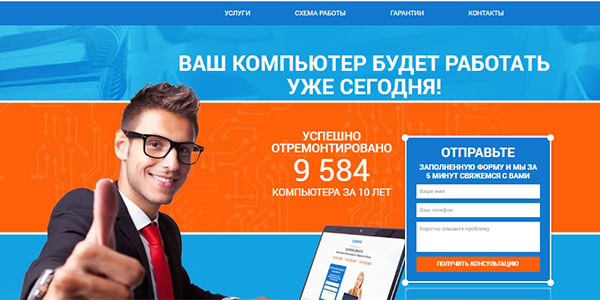 УСЛУГИ
СХЕМА РАБОТЫ
ГАРАНТИИ
КОНТАКТЫ
ВАШ КОМПЬЮТЕР БУДЕТ РАБОТАТЬ
УЖЕ СЕГОДНЯ!
УСПЕШНО
ОТРЕМОНТИРОВАНО
9 584
КОМПЬЮТЕРА ЗА 10 ЛЕТ
ОТПРАВЬТЕ
ЗАПОЛНЕННУЮ ФОРМУ И МЫ ЗА
5 МИНУТ СВЯЖЕМСЯ С ВАМИ
Ваше имя
Ваш телефон
Коротко опишите проблему
ПОЛУЧИТЬ КОНСУЛЬТАЦИЮ